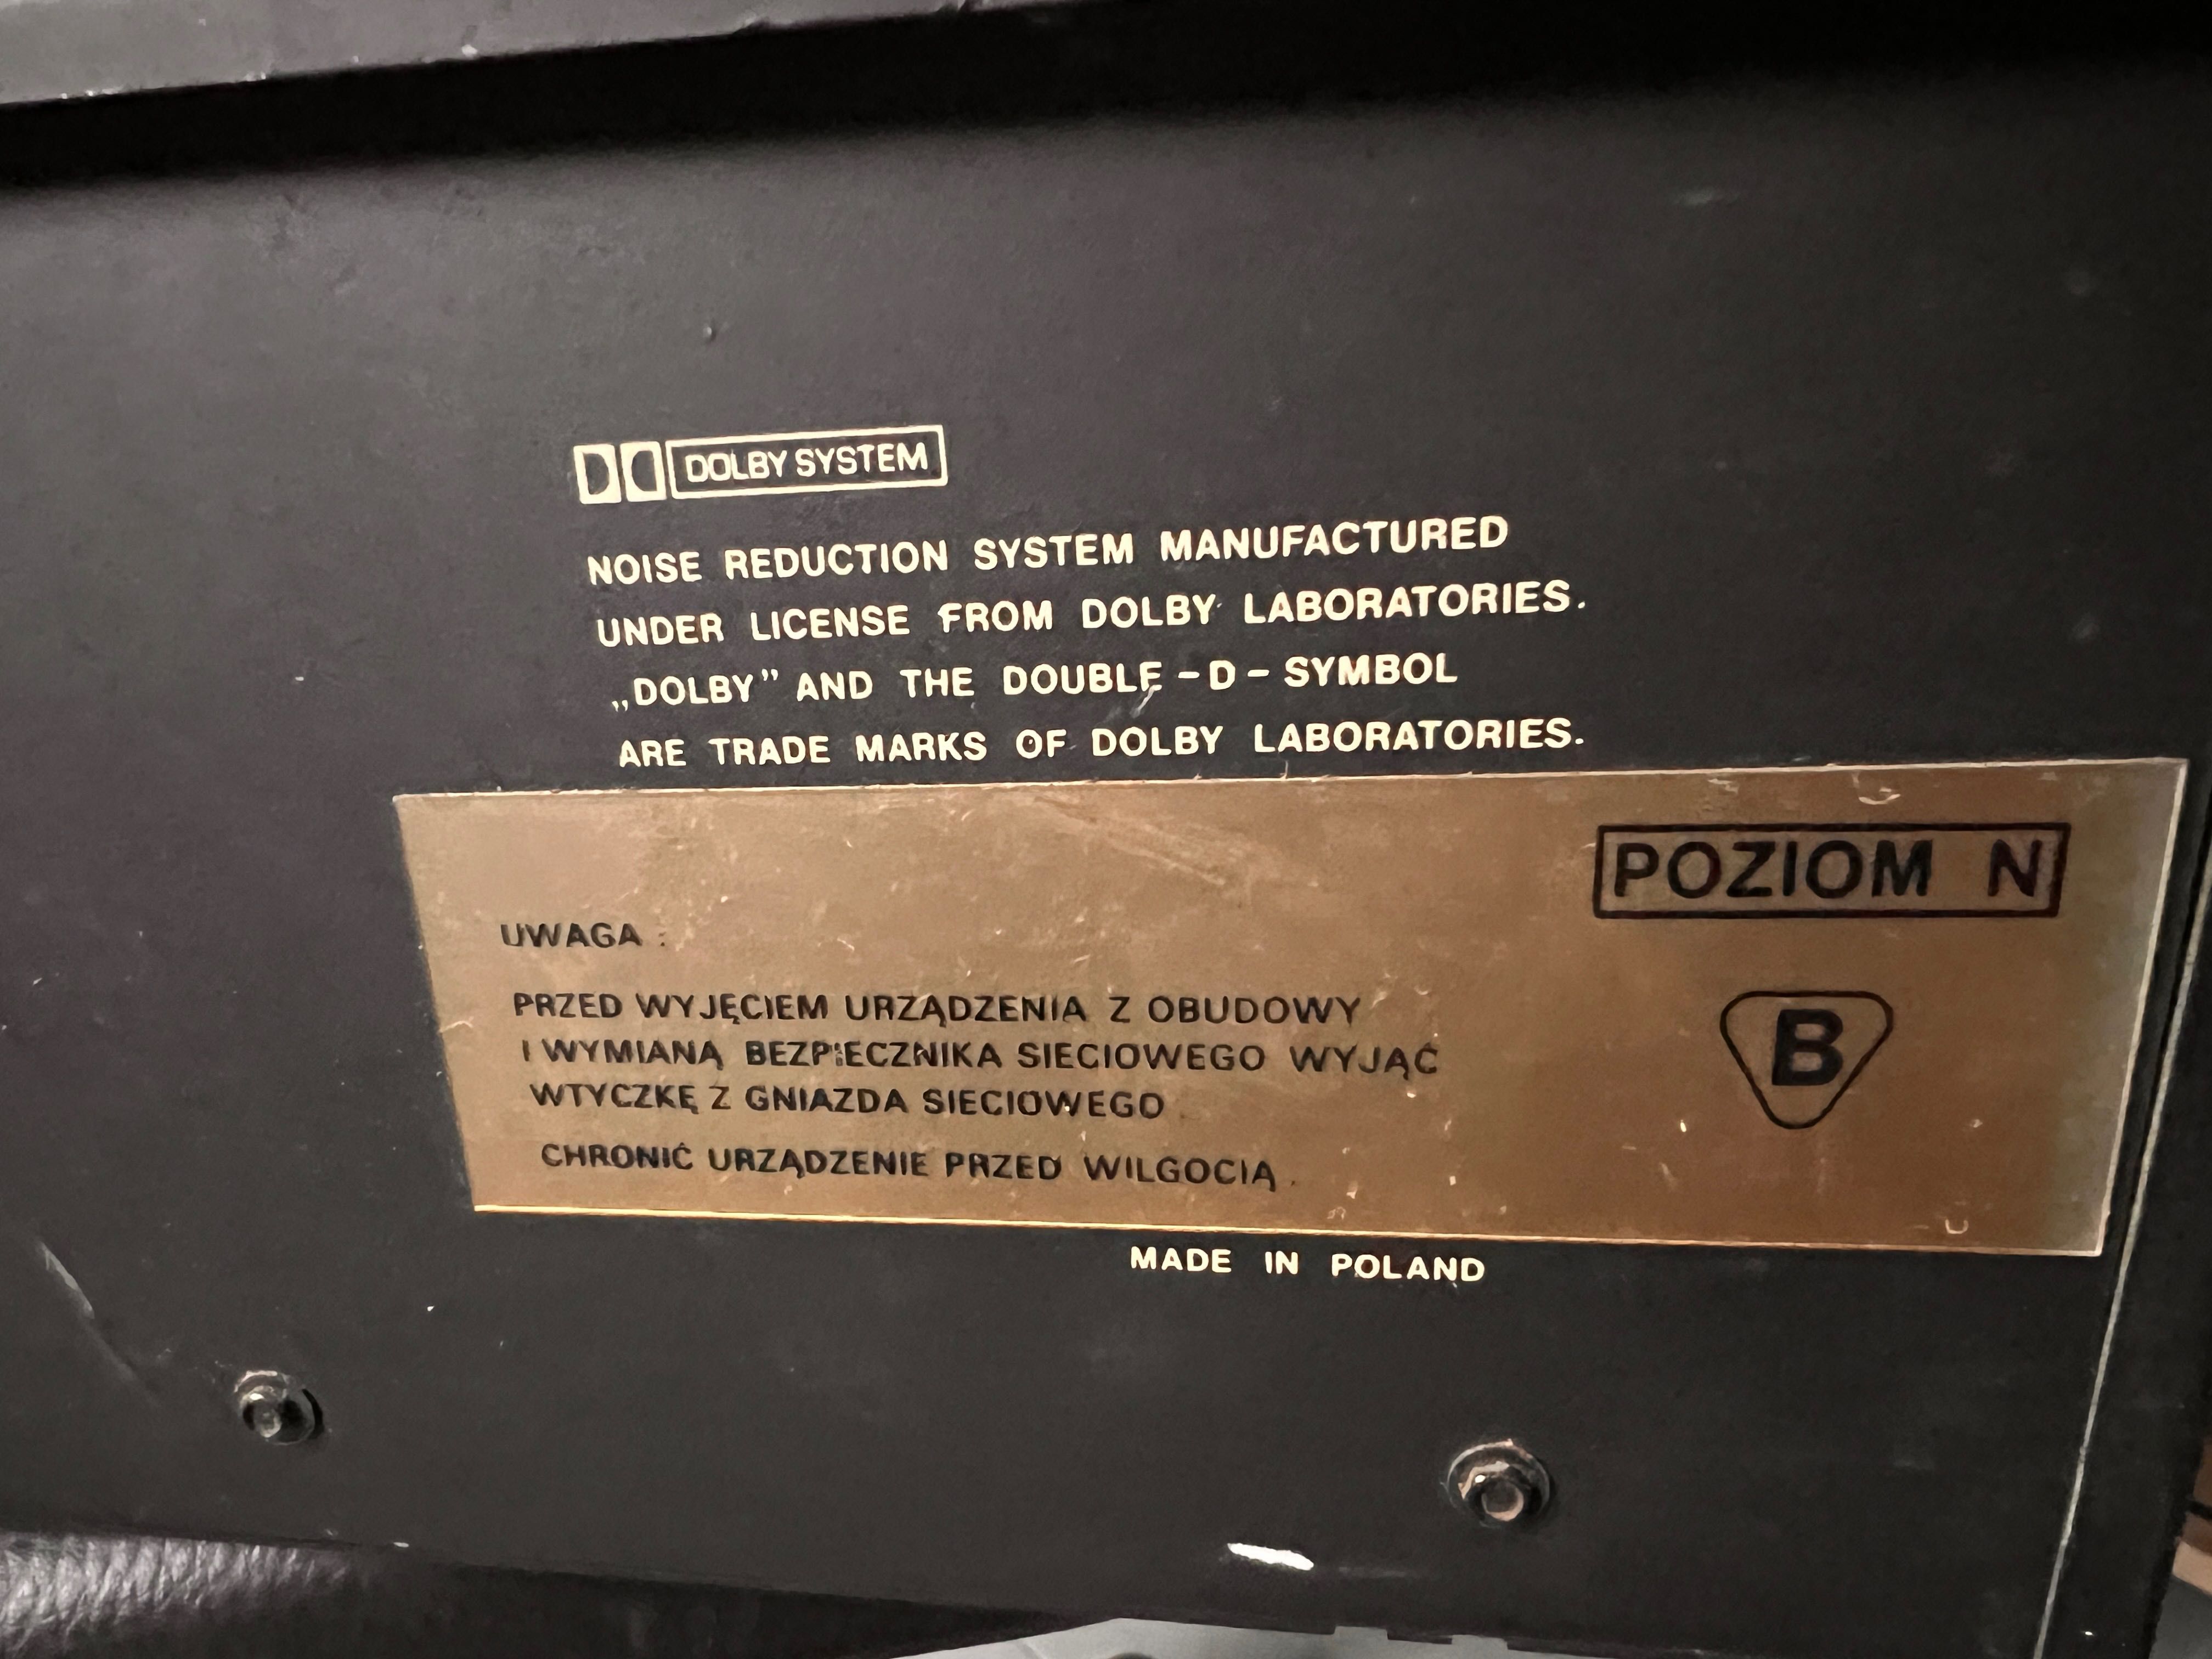 DOLBY SYSTEM
NOISE REDUCTION SYSTEM MANUFACTURED
UNDER LICENSE FROM DOLBY LABORATORIES.
„DOLBY” AND THE DOUBLE – D – SYMBOL
ARE TRADE MARKS OF DOLBY LABORATORIES.
POZIOM N
UWAGA :
PRZED WYJĘCIEM URZĄDZENIA Z OBUDOWY
I WYMIANĄ BEZPIECZNIKA SIECIOWEGO WYJĄĆ
WTYCZKĘ Z GNIAZDA SIECIOWEGO
CHRONIĆ URZĄDZENIE PRZED WILGOCIĄ.
B
MADE IN POLAND